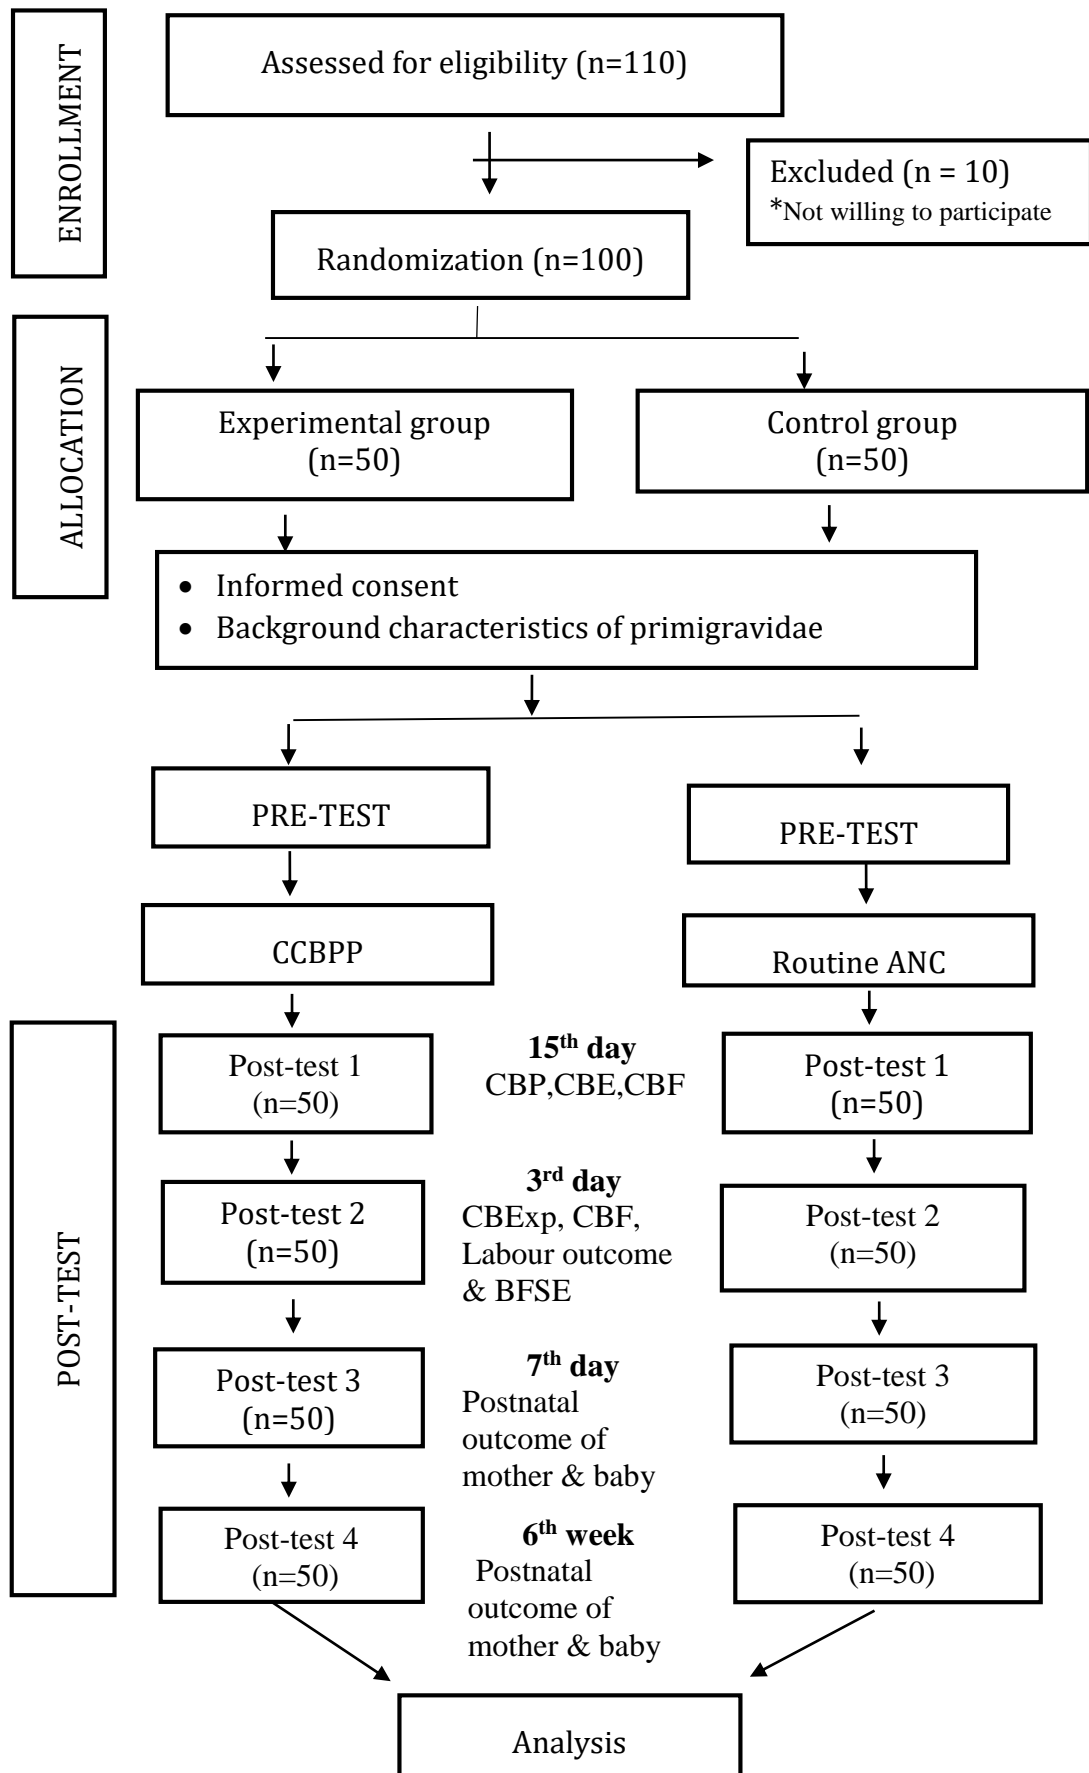 ENROLLMENT
Assessed for eligibility (n=110)
Excluded (n = 10)
*Not willing to participate
Randomization (n=100)
ALLOCATION
Experimental group
(n=50)
Control group
(n=50)
• Informed consent
• Background characteristics of primigravidae
PRE-TEST
PRE-TEST
CCBPP
Routine ANC
POST-TEST
Post-test 1
(n=50)
15th day
CBP,CBE,CBF
Post-test 1
(n=50)
Post-test 2
(n=50)
3rd day
CBExp, CBF,
Labour outcome
& BFSE
Post-test 2
(n=50)
Post-test 3
(n=50)
7th day
Postnatal
outcome of
mother & baby
Post-test 3
(n=50)
Post-test 4
(n=50)
6th week
Postnatal
outcome of
mother & baby
Post-test 4
(n=50)
Analysis